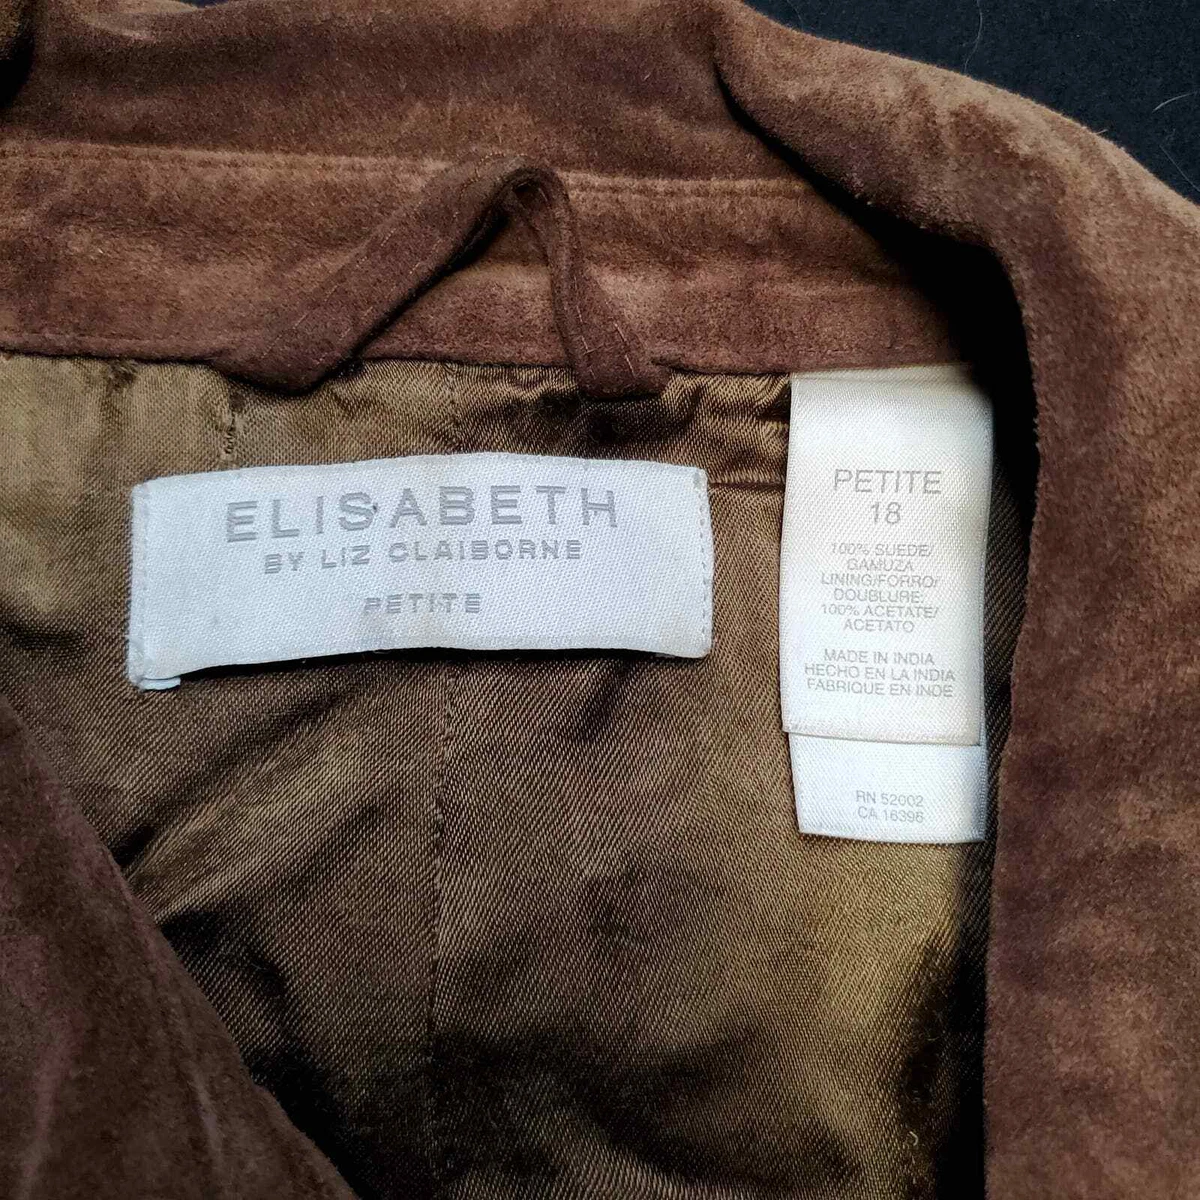 ELISABETH
BY LIZ CLAIBORNE
PETITE
PETITE
18
100% SUEDE/
GAMUZA
LINING/FORRO/
DOUBLURE:
100% ACETATE/
ACETATO
MADE IN INDIA
HECHO EN LA INDIA
FABRIQUE EN INDE
RN 52002
CA 16396